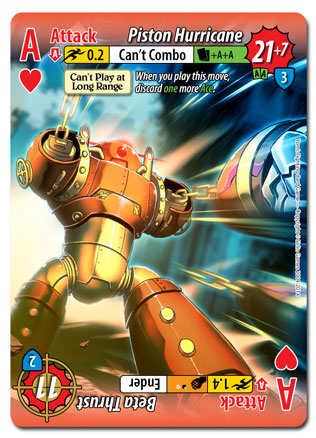 A Attack Piston Hurricane
A 0.2 Can't Combo +A+A 21+7
AA 3
Can't Play at
Long Range
When you play this move,
discard one more Ace.
2
11
Beta Thrust
Ender
1.4
A Attack
A